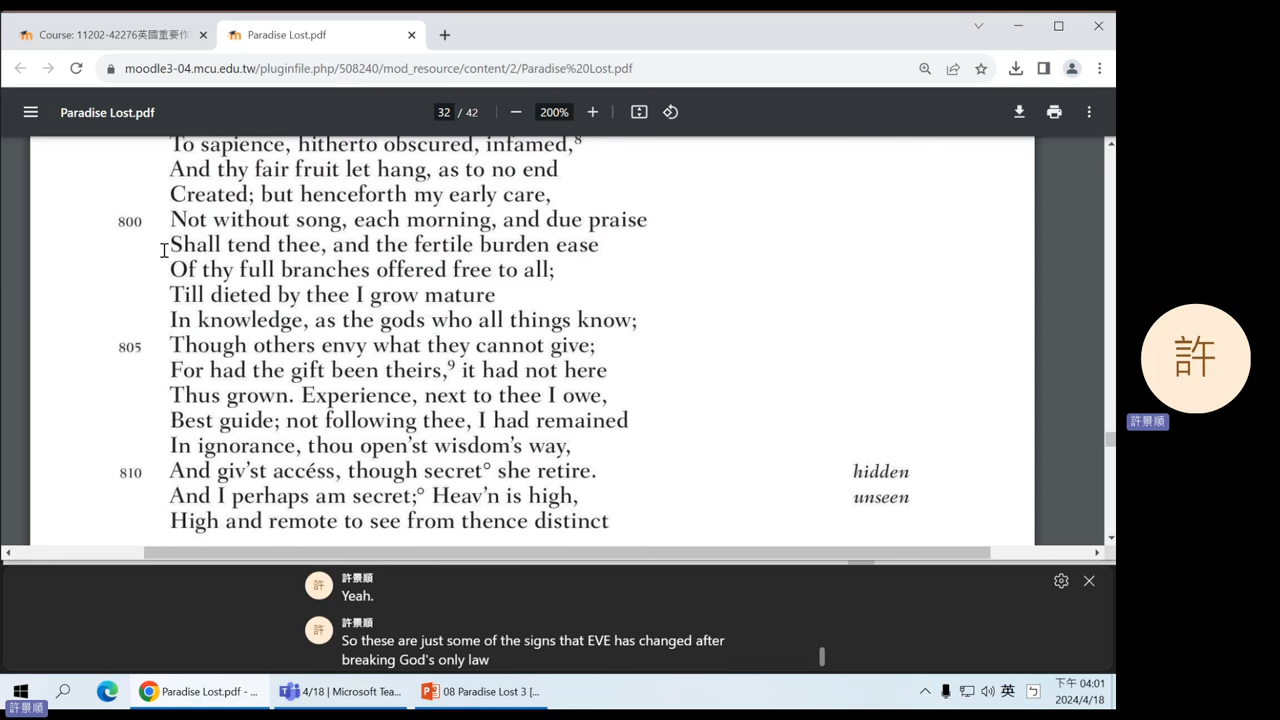 Course: 11202-42276英國重要作
Paradise Lost.pdf
moodle3-04.mcu.edu.tw/pluginfile.php/508240/mod_resource/content/2/Paradise%20Lost.pdf
Paradise Lost.pdf
32 / 42
200%
To sapience, hitherto obscured, infamed,⁸
And thy fair fruit let hang, as to no end
Created; but henceforth my early care,
800 Not without song, each morning, and due praise
Shall tend thee, and the fertile burden ease
Of thy full branches offered free to all;
Till dieted by thee I grow mature
In knowledge, as the gods who all things know;
805 Though others envy what they cannot give;
For had the gift been theirs,⁹ it had not here
Thus grown. Experience, next to thee I owe,
Best guide; not following thee, I had remained
In ignorance, thou open'st wisdom's way,
810 And giv'st accéss, though secret° she retire. hidden
And I perhaps am secret;° Heav'n is high, unseen
High and remote to see from thence distinct
許
許景順
許景順
許
Yeah.
許景順
許
So these are just some of the signs that EVE has changed after
breaking God's only law
Paradise Lost.pdf - ...
4/18 | Microsoft Tea...
08 Paradise Lost 3 [...
英
下午 04:01
2024/4/18
許景順